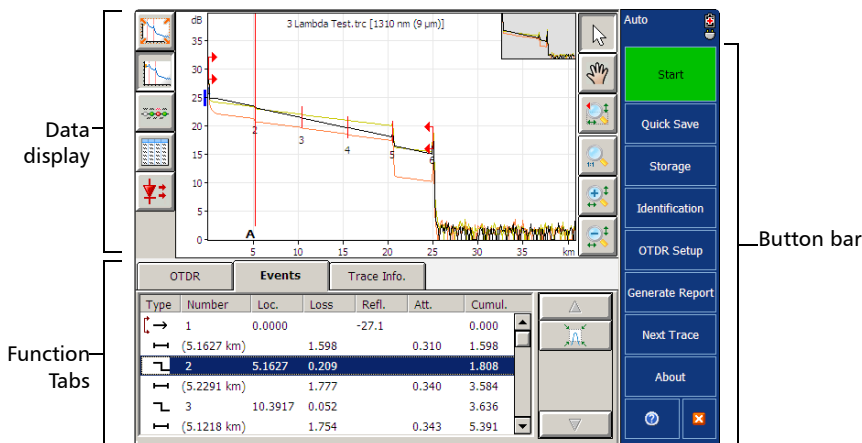 Data
display
Function
Tabs
dB
3 Lambda Test.trc [1310 nm (9 µm)]
35
30
25
20
15
10
5
0
2
3
4
5
6
A
5
10
15
20
25
30
35
km
1:1
OTDR
Events
Trace Info.
Type Number Loc. Loss Refl. Att. Cumul.
1 0.0000 -27.1 0.000
(5.1627 km) 1.598 0.310 1.598
2 5.1627 0.209 1.808
(5.2291 km) 1.777 0.340 3.584
3 10.3917 0.052 3.636
(5.1218 km) 1.754 0.343 5.391
Auto
Start
Quick Save
Storage
Identification
OTDR Setup
Generate Report
Next Trace
About
?
Button bar